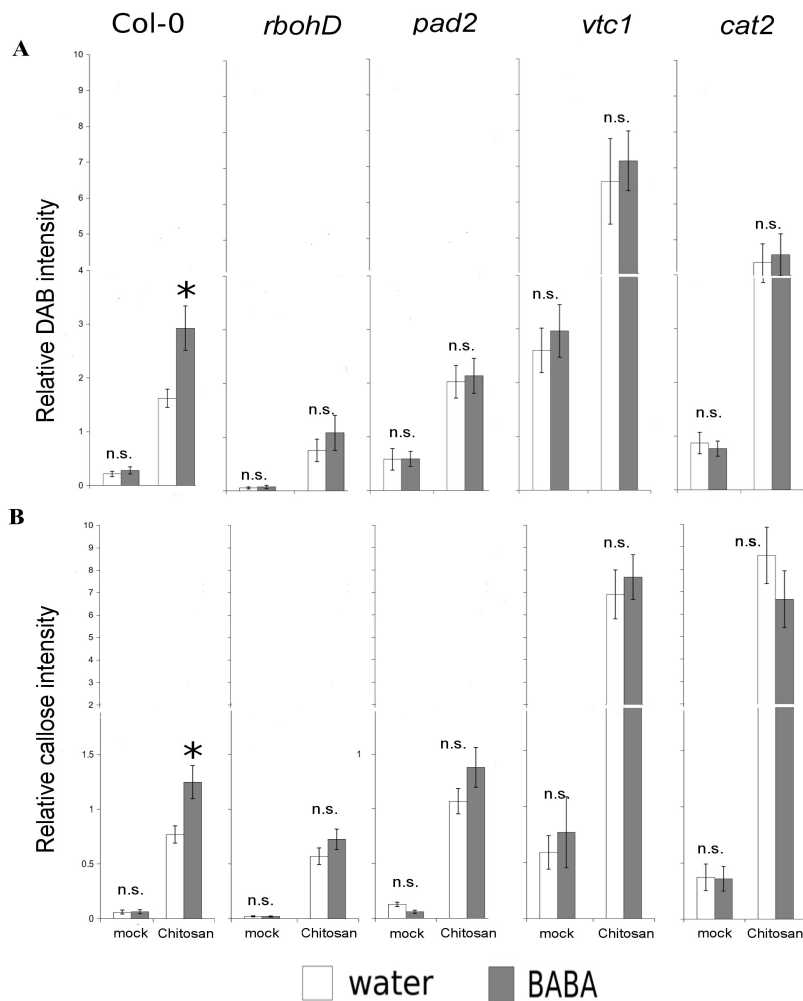 Col-0 rbohD pad2 vtc1 cat2
A
Relative DAB intensity
10
9
8
7
6
5
4
3
2
1
0
n.s.
*
n.s.
n.s.
n.s.
n.s.
n.s.
n.s.
n.s.
n.s.
B
Relative callose intensity
10
9
8
7
6
5
4
3
2
1.5
1
0.5
0
1
n.s.
*
n.s.
n.s.
n.s.
n.s.
n.s.
n.s.
n.s.
n.s.
mock Chitosan mock Chitosan mock Chitosan mock Chitosan mock Chitosan
water BABA